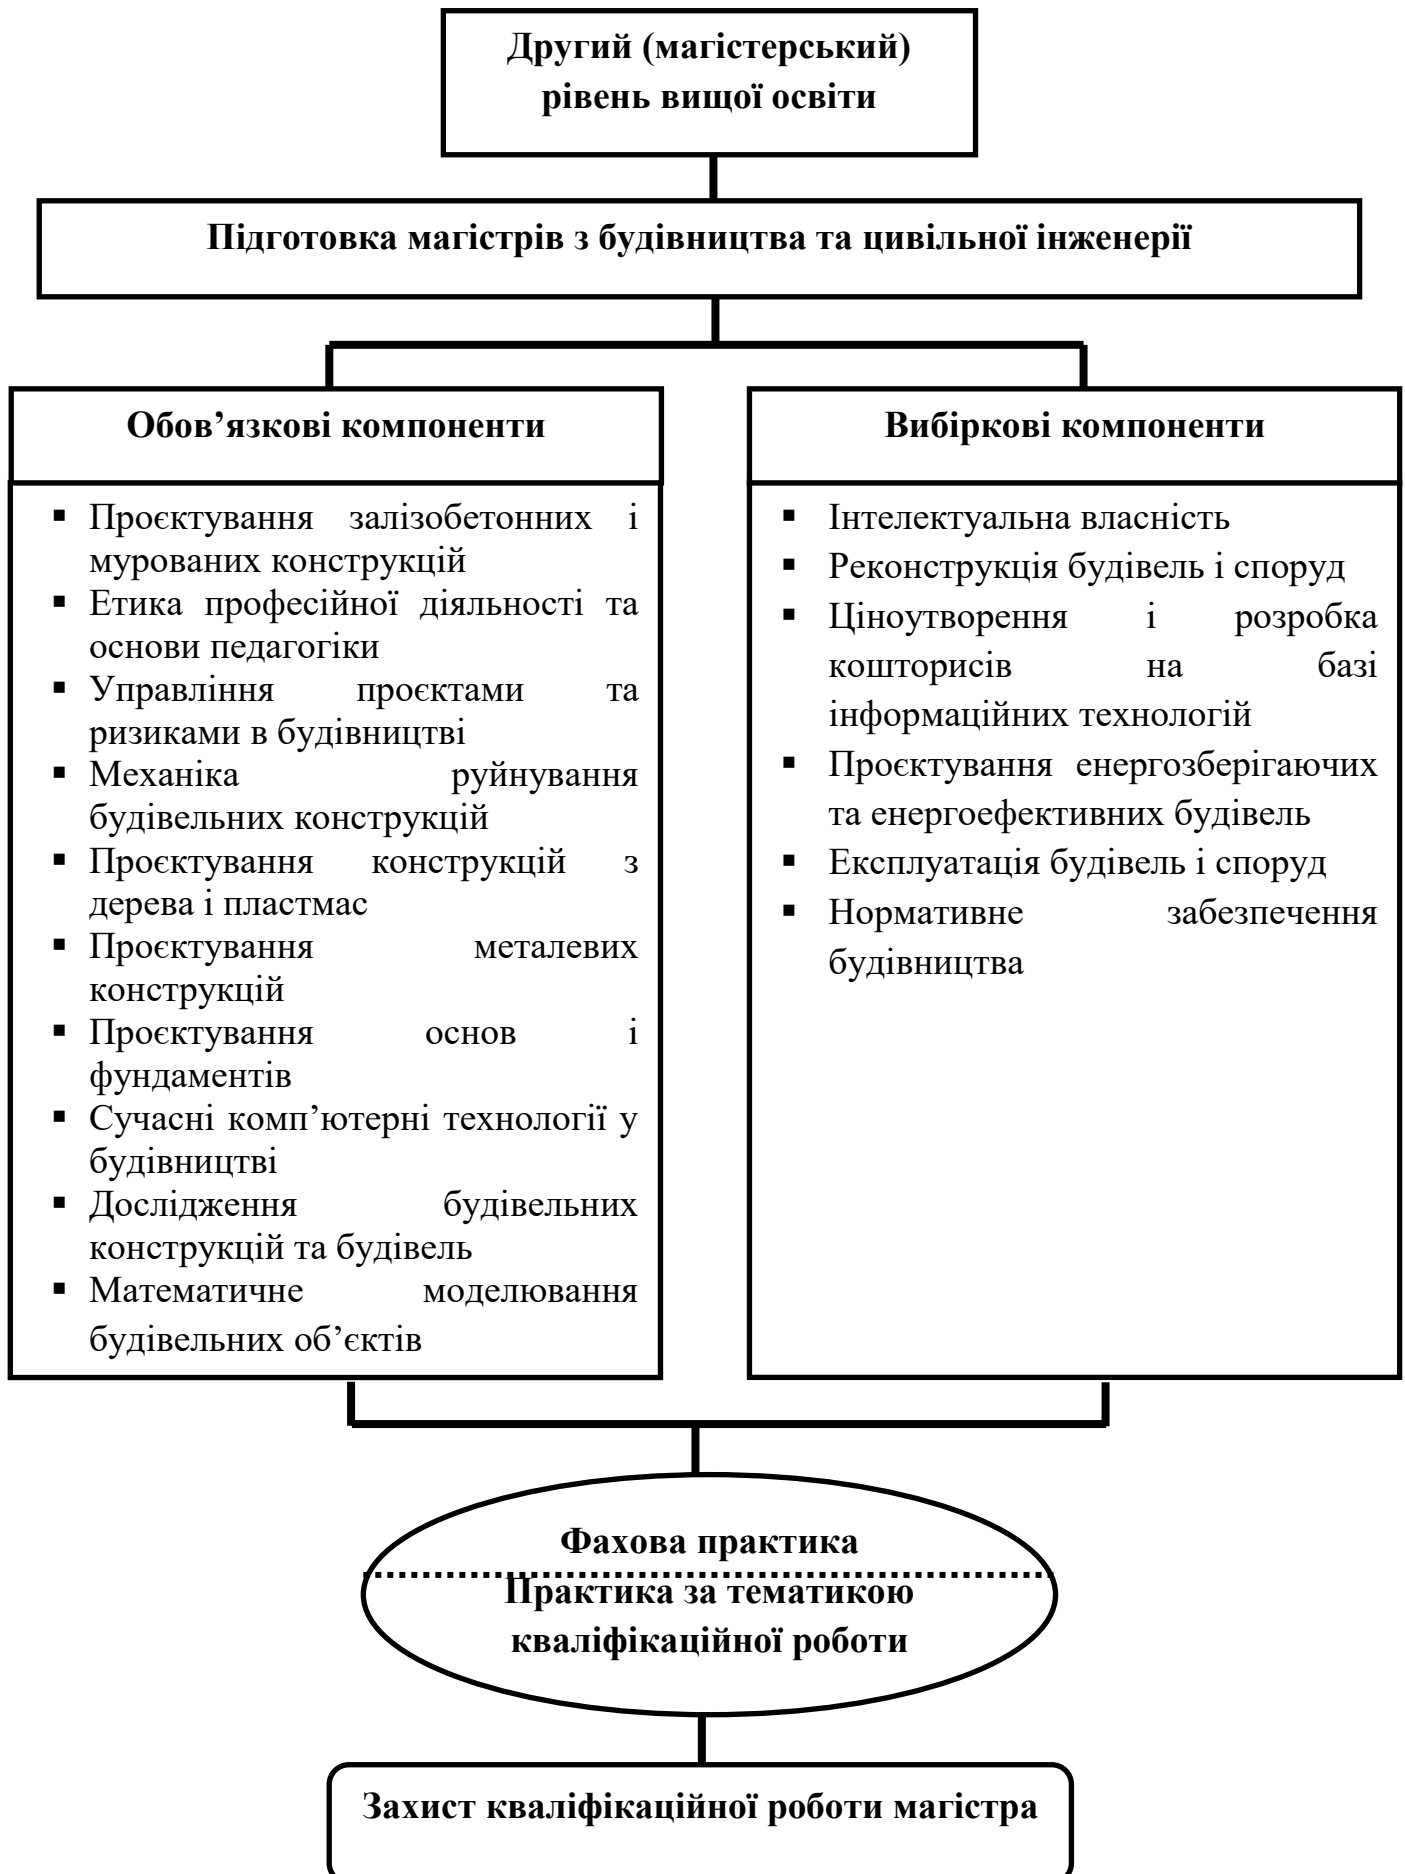 Другий (магістерський)
рівень вищої освіти
Підготовка магістрів з будівництва та цивільної інженерії
Обов’язкові компоненти
▪ Проєктування залізобетонних і
мурованих конструкцій
▪ Етика професійної діяльності та
основи педагогіки
▪ Управління проєктами та
ризиками в будівництві
▪ Механіка руйнування
будівельних конструкцій
▪ Проєктування конструкцій з
дерева і пластмас
▪ Проєктування металевих
конструкцій
▪ Проєктування основ і
фундаментів
▪ Сучасні комп’ютерні технології у
будівництві
▪ Дослідження будівельних
конструкцій та будівель
▪ Математичне моделювання
будівельних об’єктів
Вибіркові компоненти
▪ Інтелектуальна власність
▪ Реконструкція будівель і споруд
▪ Ціноутворення і розробка
кошторисів на базі
інформаційних технологій
▪ Проєктування енергозберігаючих
та енергоефективних будівель
▪ Експлуатація будівель і споруд
▪ Нормативне забезпечення
будівництва
Фахова практика
Практика за тематикою
кваліфікаційної роботи
Захист кваліфікаційної роботи магістра